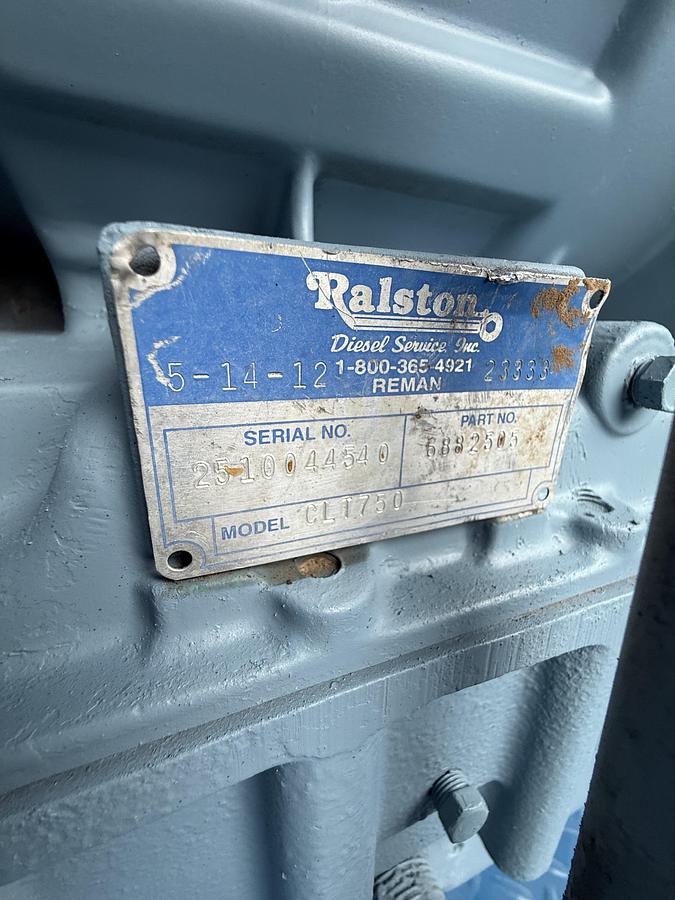 Ralston
Diesel Service, Inc.
5-14-12 1-800-365-4921 23333
REMAN
SERIAL NO. PART NO.
2510044540 6882505
MODEL CLT750